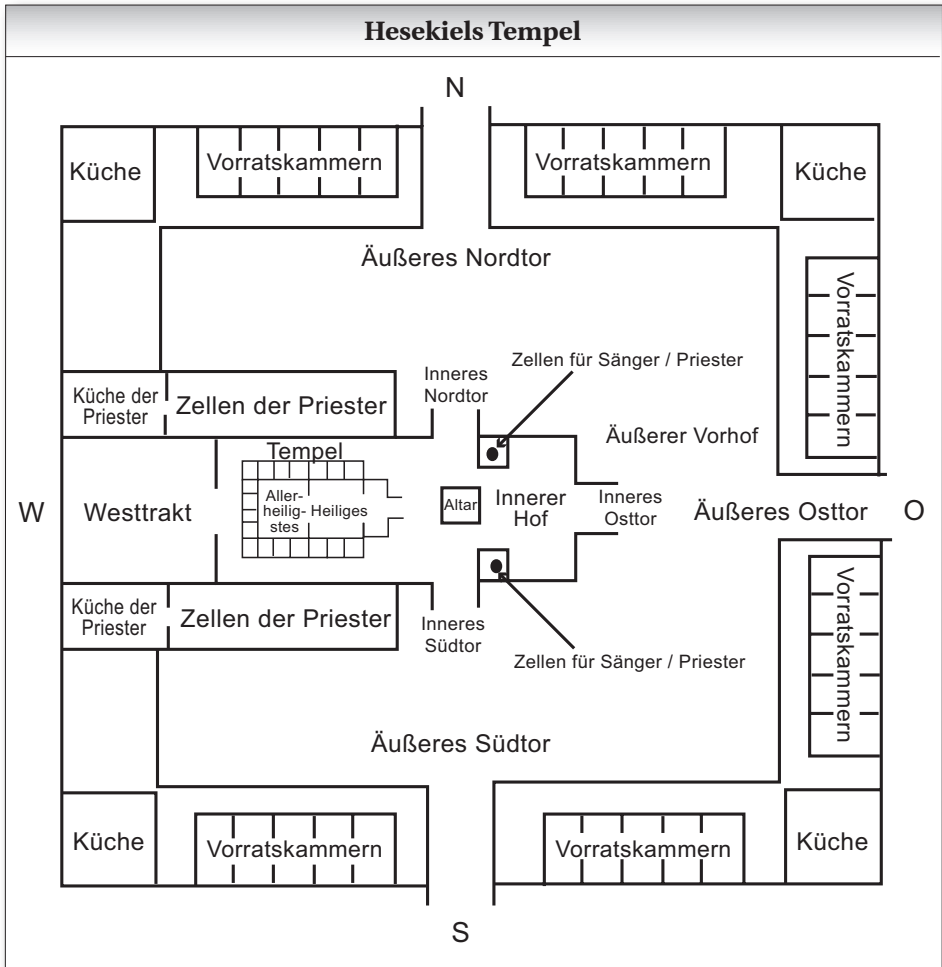 Hesekiels Tempel
N
Küche
Vorratskammern
Vorratskammern
Küche
Äußeres Nordtor
Vorratskammern
Zellen für Sänger / Priester
Inneres
Nordtor
Küche der
Priester
Zellen der Priester
Äußerer Vorhof
Tempel
W
Westtrakt
Aller-
heilig-
stes
Heiliges
Altar
Innerer
Hof
Inneres
Osttor
Äußeres Osttor
O
Küche der
Priester
Zellen der Priester
Inneres
Südtor
Zellen für Sänger / Priester
Vorratskammern
Äußeres Südtor
Küche
Vorratskammern
Vorratskammern
Küche
S